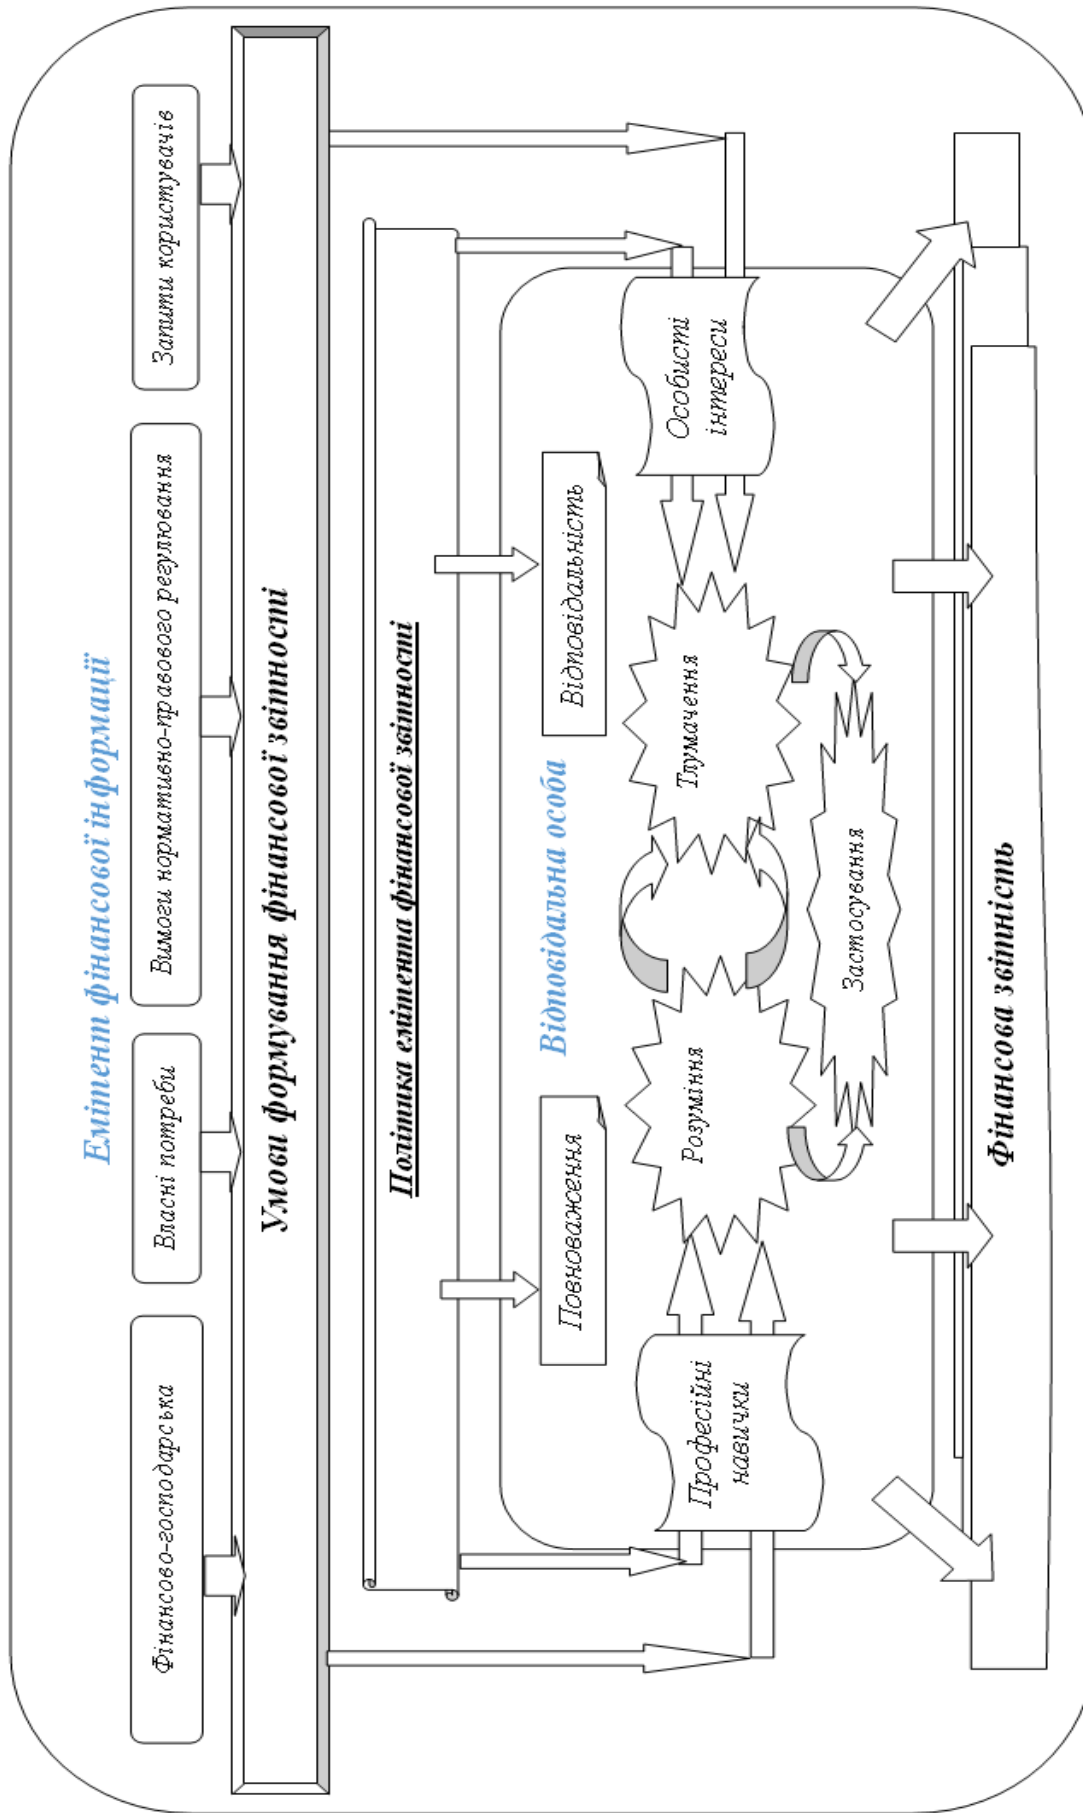 Емітент фінансової інформації
Фінансово-господарська
Власні потреби
Вимоги нормативно-правового регулювання
Запити користувачів
Умови формування фінансової звітності
Політика емітента фінансової звітності
Повноваження
Відповідальність
Відповідальна особа
Професійні
навички
Розуміння
Тлумачення
Особисті
інтереси
Застосування
Фінансова звітність